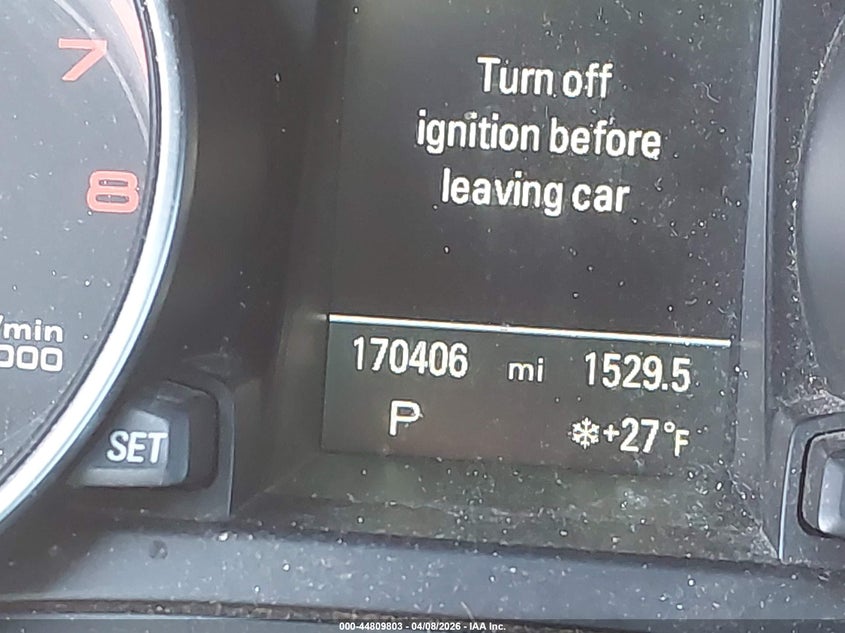 7
8
/min
000
SET
Turn off
ignition before
leaving car
170406 mi 1529.5
P ❄+27°F
000-44809803 - 04/08/2026 - IAA Inc.